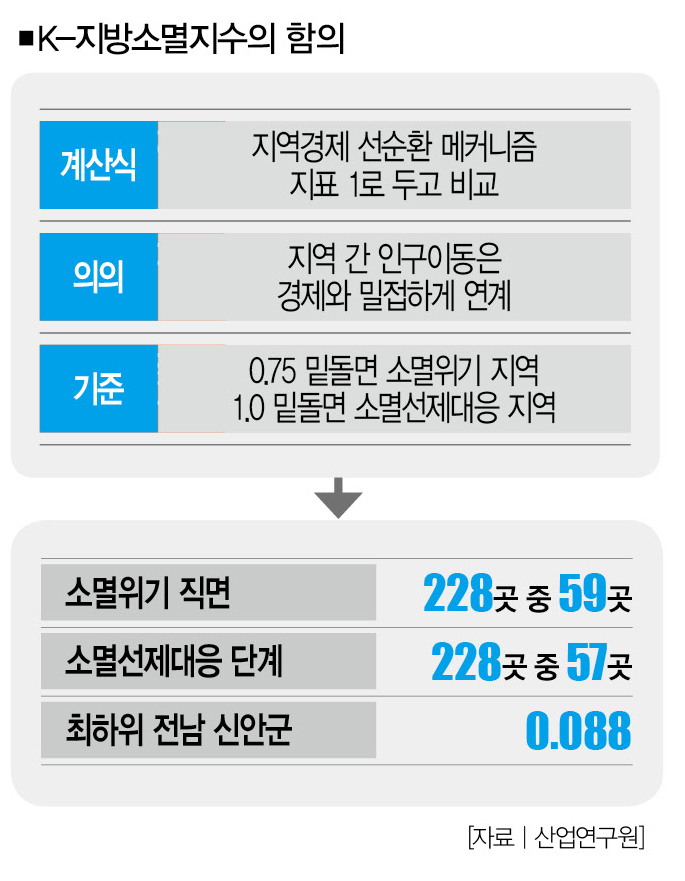 ■K-지방소멸지수의 함의
계산식
지역경제 선순환 메커니즘
지표 1로 두고 비교
의의
지역 간 인구이동은
경제와 밀접하게 연계
기준
0.75 밑돌면 소멸위기 지역
1.0 밑돌면 소멸선제대응 지역
소멸위기 직면 228곳 중 59곳
소멸선제대응 단계 228곳 중 57곳
최하위 전남 신안군 0.088
[자료ㅣ산업연구원]